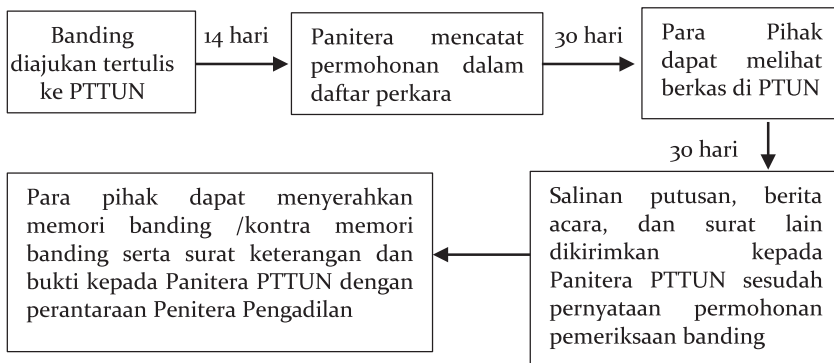 Banding
diajukan tertulis
ke PTTUN
14 hari
Panitera mencatat
permohonan dalam
daftar perkara
30 hari
Para Pihak
dapat melihat
berkas di PTUN
30 hari
Salinan putusan, berita
acara, dan surat lain
dikirimkan kepada
Panitera PTTUN sesudah
pernyataan permohonan
pemeriksaan banding
Para pihak dapat menyerahkan
memori banding /kontra memori
banding serta surat keterangan dan
bukti kepada Panitera PTTUN dengan
perantaraan Penitera Pengadilan